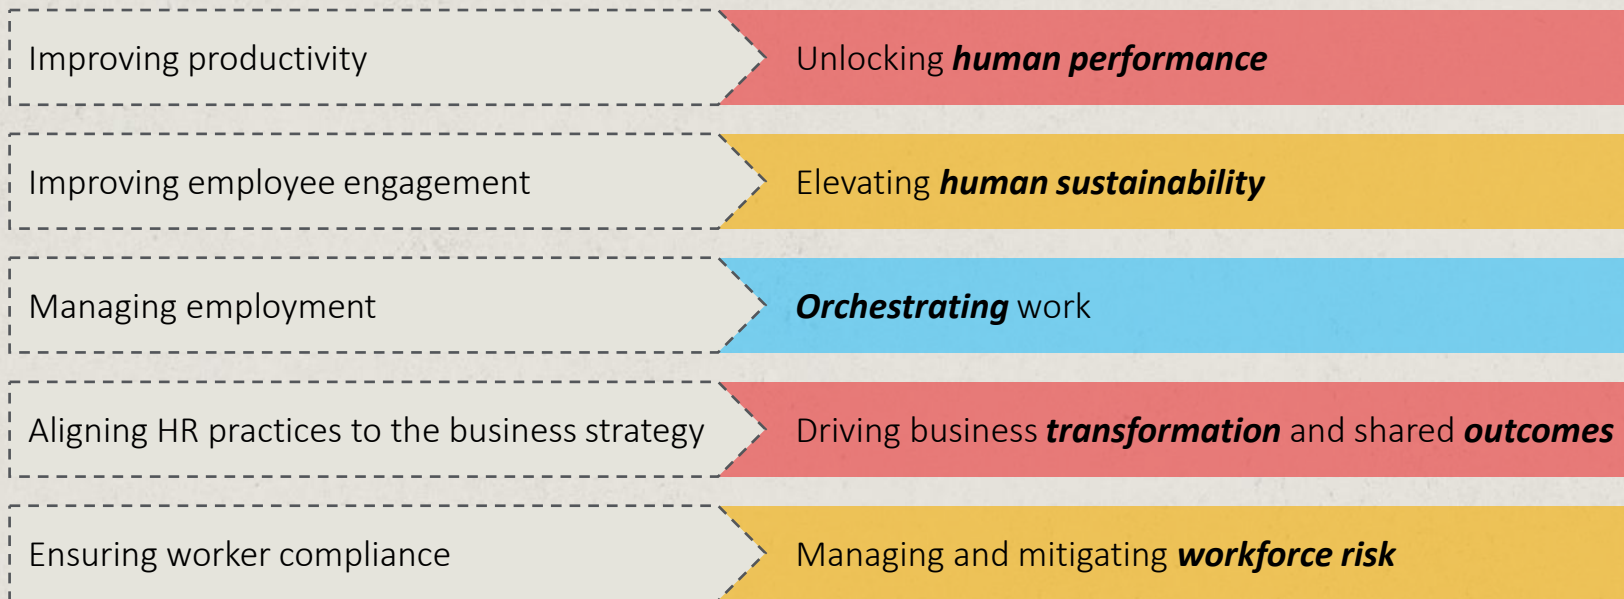 Improving productivity
Unlocking human performance
Improving employee engagement
Elevating human sustainability
Managing employment
Orchestrating work
Aligning HR practices to the business strategy
Driving business transformation and shared outcomes
Ensuring worker compliance
Managing and mitigating workforce risk